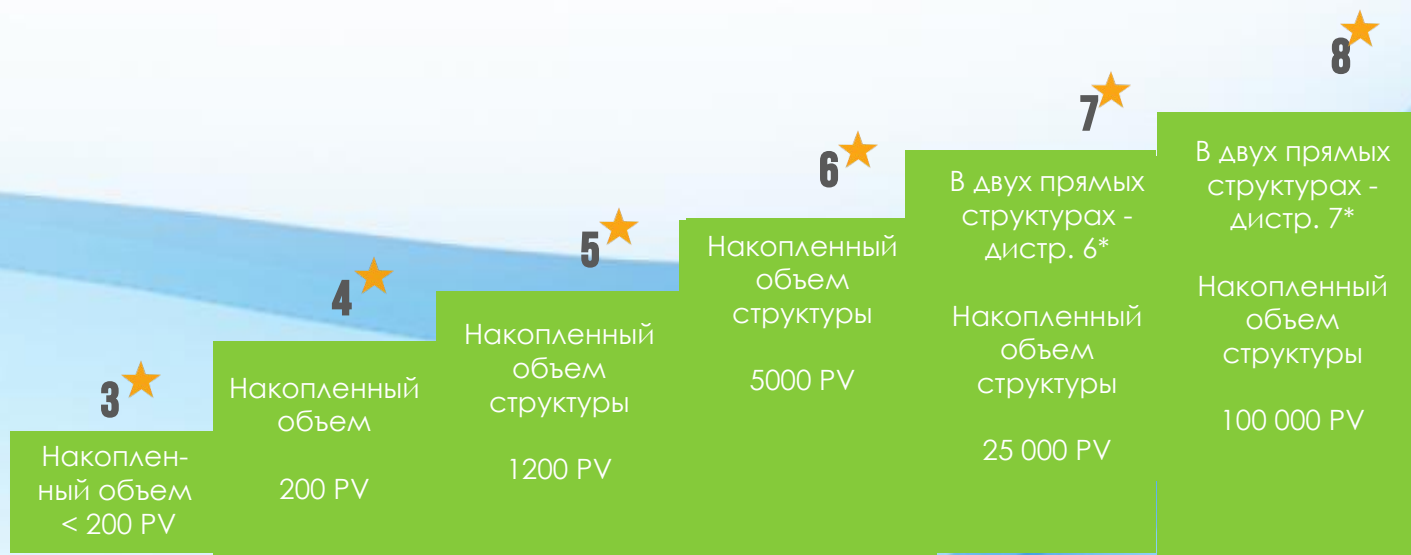 3
Накоплен-
ный объем
< 200 PV
4
Накопленный
объем
200 PV
5
Накопленный
объем
структуры
1200 PV
6
Накопленный
объем
структуры
5000 PV
7
В двух прямых
структурах -
дистр. 6*
Накопленный
объем
структуры
25 000 PV
8
В двух прямых
структурах -
дистр. 7*
Накопленный
объем
структуры
100 000 PV